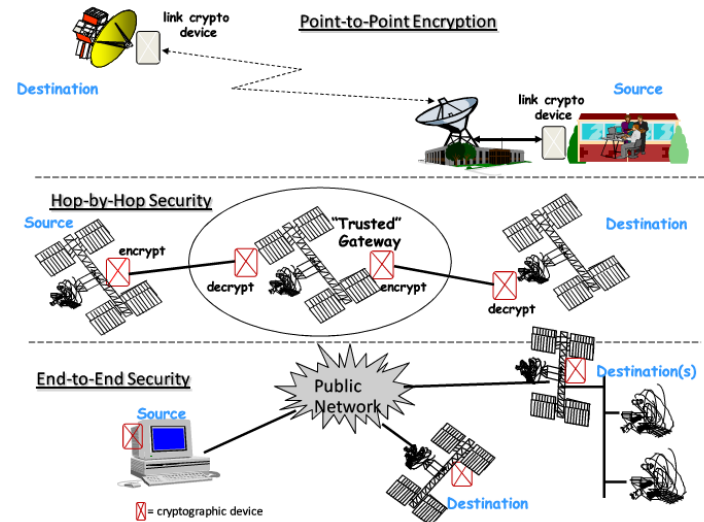 link crypto
device
Point-to-Point Encryption
Destination
link crypto
device
Source
Hop-by-Hop Security
Source
"Trusted"
Gateway
Destination
encrypt
decrypt
encrypt
decrypt
End-to-End Security
Public
Network
Destination(s)
Source
Destination
= cryptographic device